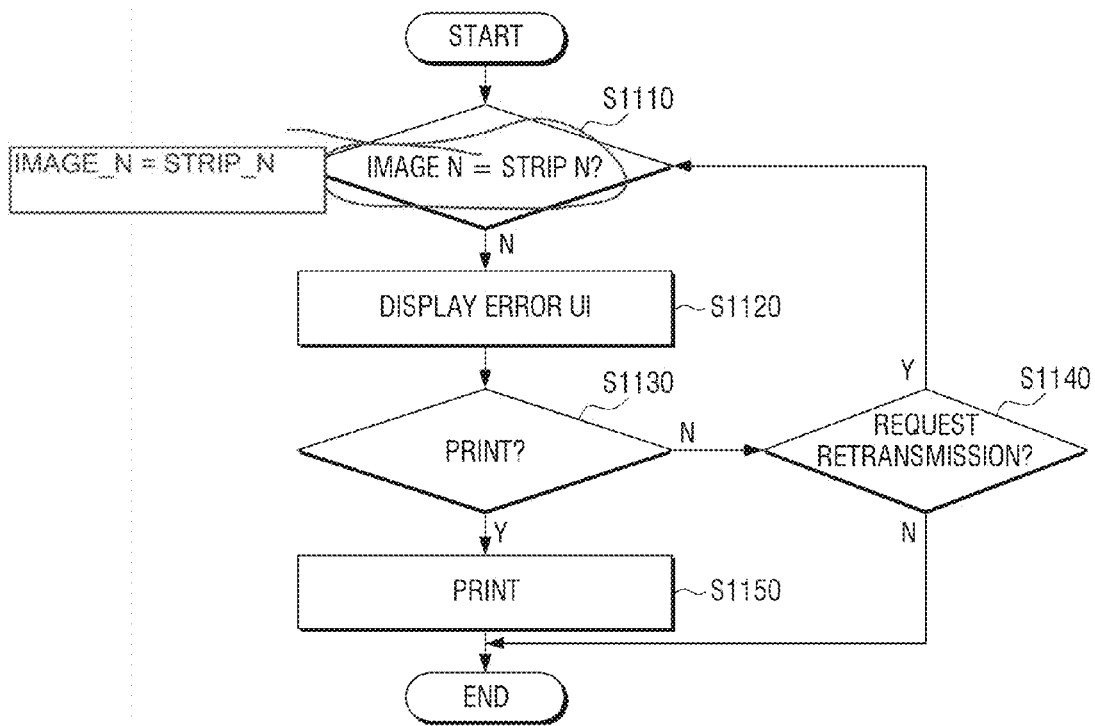 START
S1110
IMAGE_N = STRIP_N
IMAGE N = STRIP N?
N
DISPLAY ERROR UI
S1120
S1130
PRINT?
N
Y
S1140
REQUEST
RETRANSMISSION?
Y
N
PRINT
S1150
END